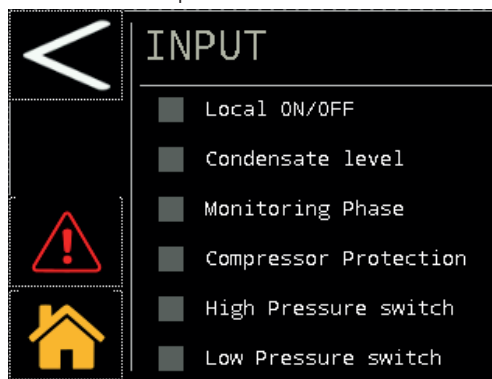 INPUT
Local ON/OFF
Condensate level
Monitoring Phase
Compressor Protection
High Pressure switch
Low Pressure switch